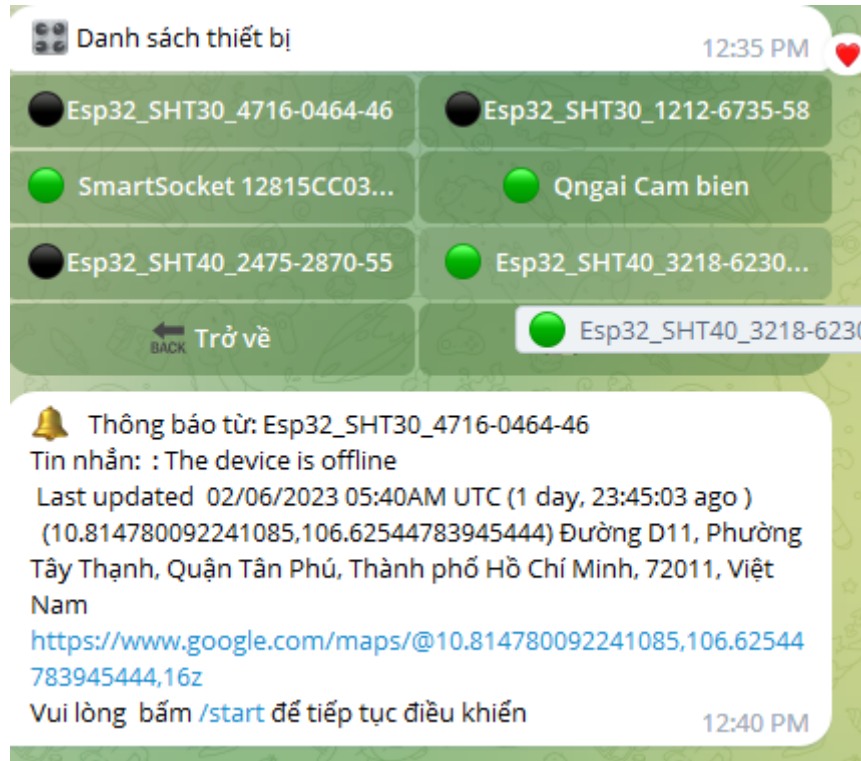 Danh sách thiết bị
12:35 PM
Esp32_SHT30_4716-0464-46
Esp32_SHT30_1212-6735-58
SmartSocket 12815CC03...
Qngai Cam bien
Esp32_SHT40_2475-2870-55
Esp32_SHT40_3218-6230...
BACK Trở về
Esp32_SHT40_3218-6230
Thông báo từ: Esp32_SHT30_4716-0464-46
Tin nhắn: : The device is offline
Last updated 02/06/2023 05:40AM UTC (1 day, 23:45:03 ago )
(10.814780092241085,106.62544783945444) Đường D11, Phường
Tây Thạnh, Quận Tân Phú, Thành phố Hồ Chí Minh, 72011, Việt
Nam
https://www.google.com/maps/@10.814780092241085,106.62544
783945444,16z
Vui lòng bấm /start để tiếp tục điều khiển
12:40 PM